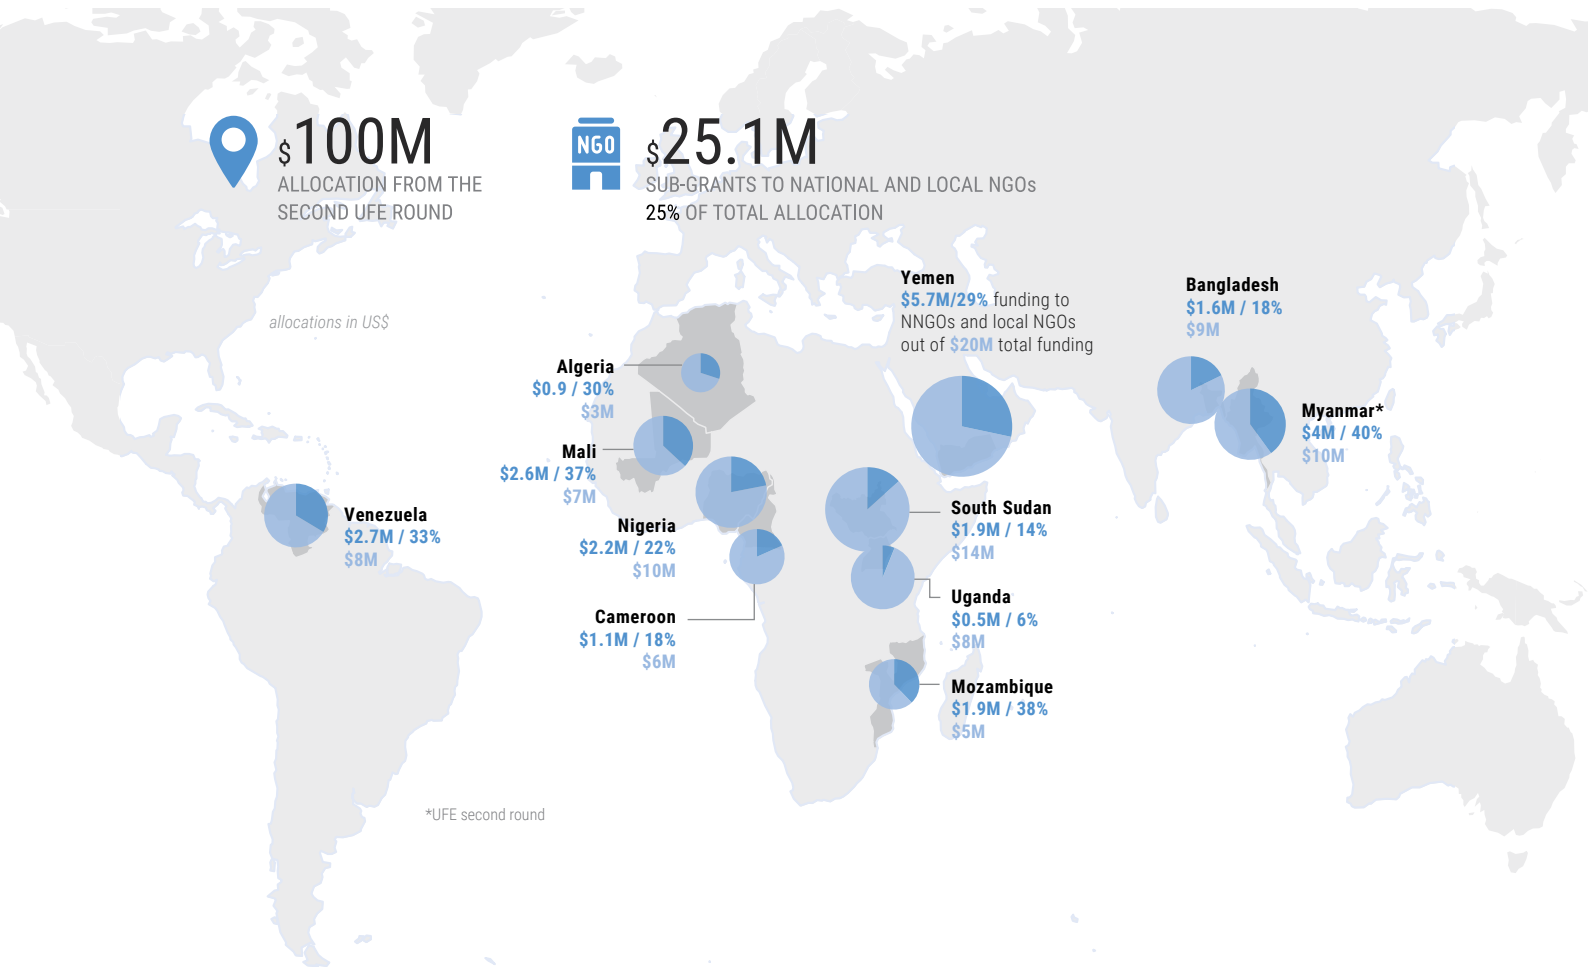 $100M
ALLOCATION FROM THE
SECOND UFE ROUND
NGO
$25.1M
SUB-GRANTS TO NATIONAL AND LOCAL NGOs
25% OF TOTAL ALLOCATION
allocations in US$
Yemen
$5.7M/29% funding to
NNGOs and local NGOs
out of $20M total funding
Bangladesh
$1.6M / 18%
$9M
Algeria
$0.9 / 30%
$3M
Myanmar*
$4M / 40%
$10M
Mali
$2.6M / 37%
$7M
Venezuela
$2.7M / 33%
$8M
Nigeria
$2.2M / 22%
$10M
South Sudan
$1.9M / 14%
$14M
Cameroon
$1.1M / 18%
$6M
Uganda
$0.5M / 6%
$8M
Mozambique
$1.9M / 38%
$5M
*UFE second round